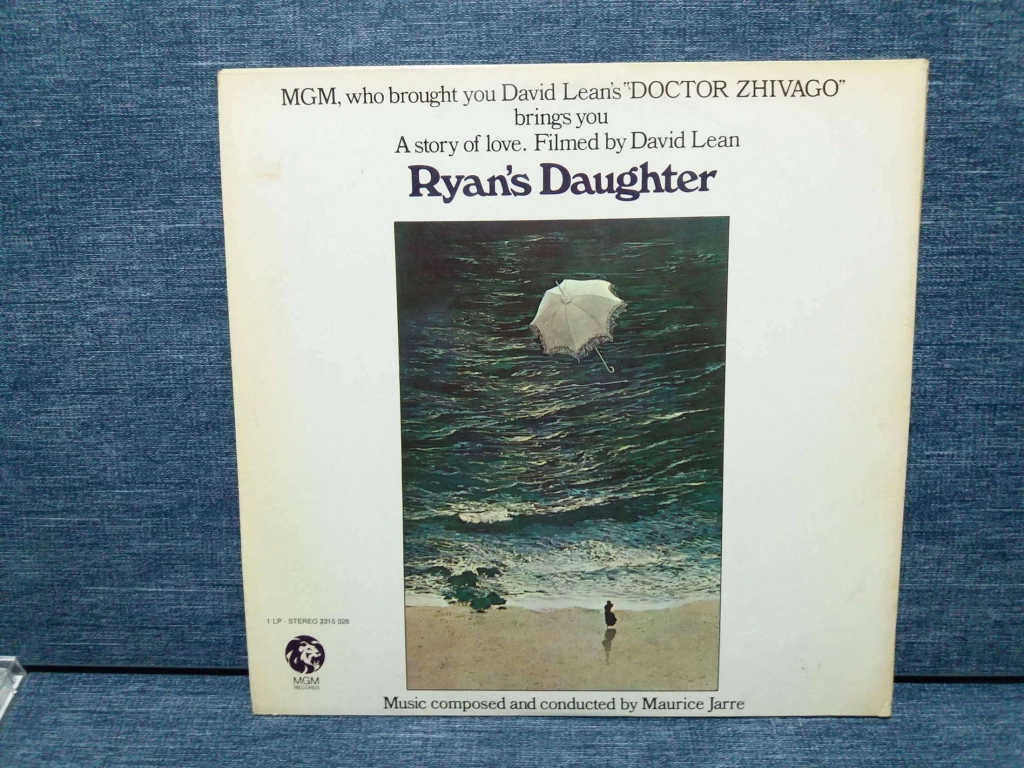 MGM, who brought you David Lean's "DOCTOR ZHIVAGO"
brings you
A story of love. Filmed by David Lean
Ryan's Daughter
1 LP · STEREO 2315 028
MGM
RECORDS
Music composed and conducted by Maurice Jarre